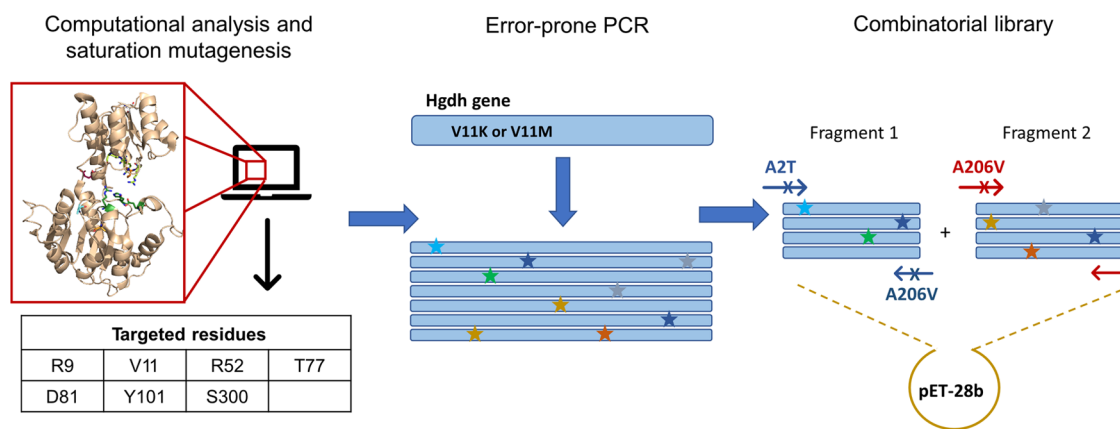 Computational analysis and
saturation mutagenesis
Targeted residues
R9 V11 R52 T77
D81 Y101 S300
Error-prone PCR
Hgdh gene
V11K or V11M
Combinatorial library
Fragment 1 Fragment 2
A2T A206V
+
A206V
pET-28b